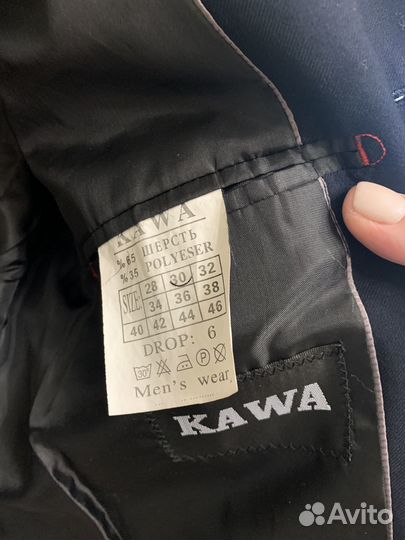 KAWA
%65 ШЕРСТЬ
%35 POLYESER
SIZE:
28 30 32
34 36 38
40 42 44 46
DROP: 6
30° P
Men's wear
KAWA
Avito